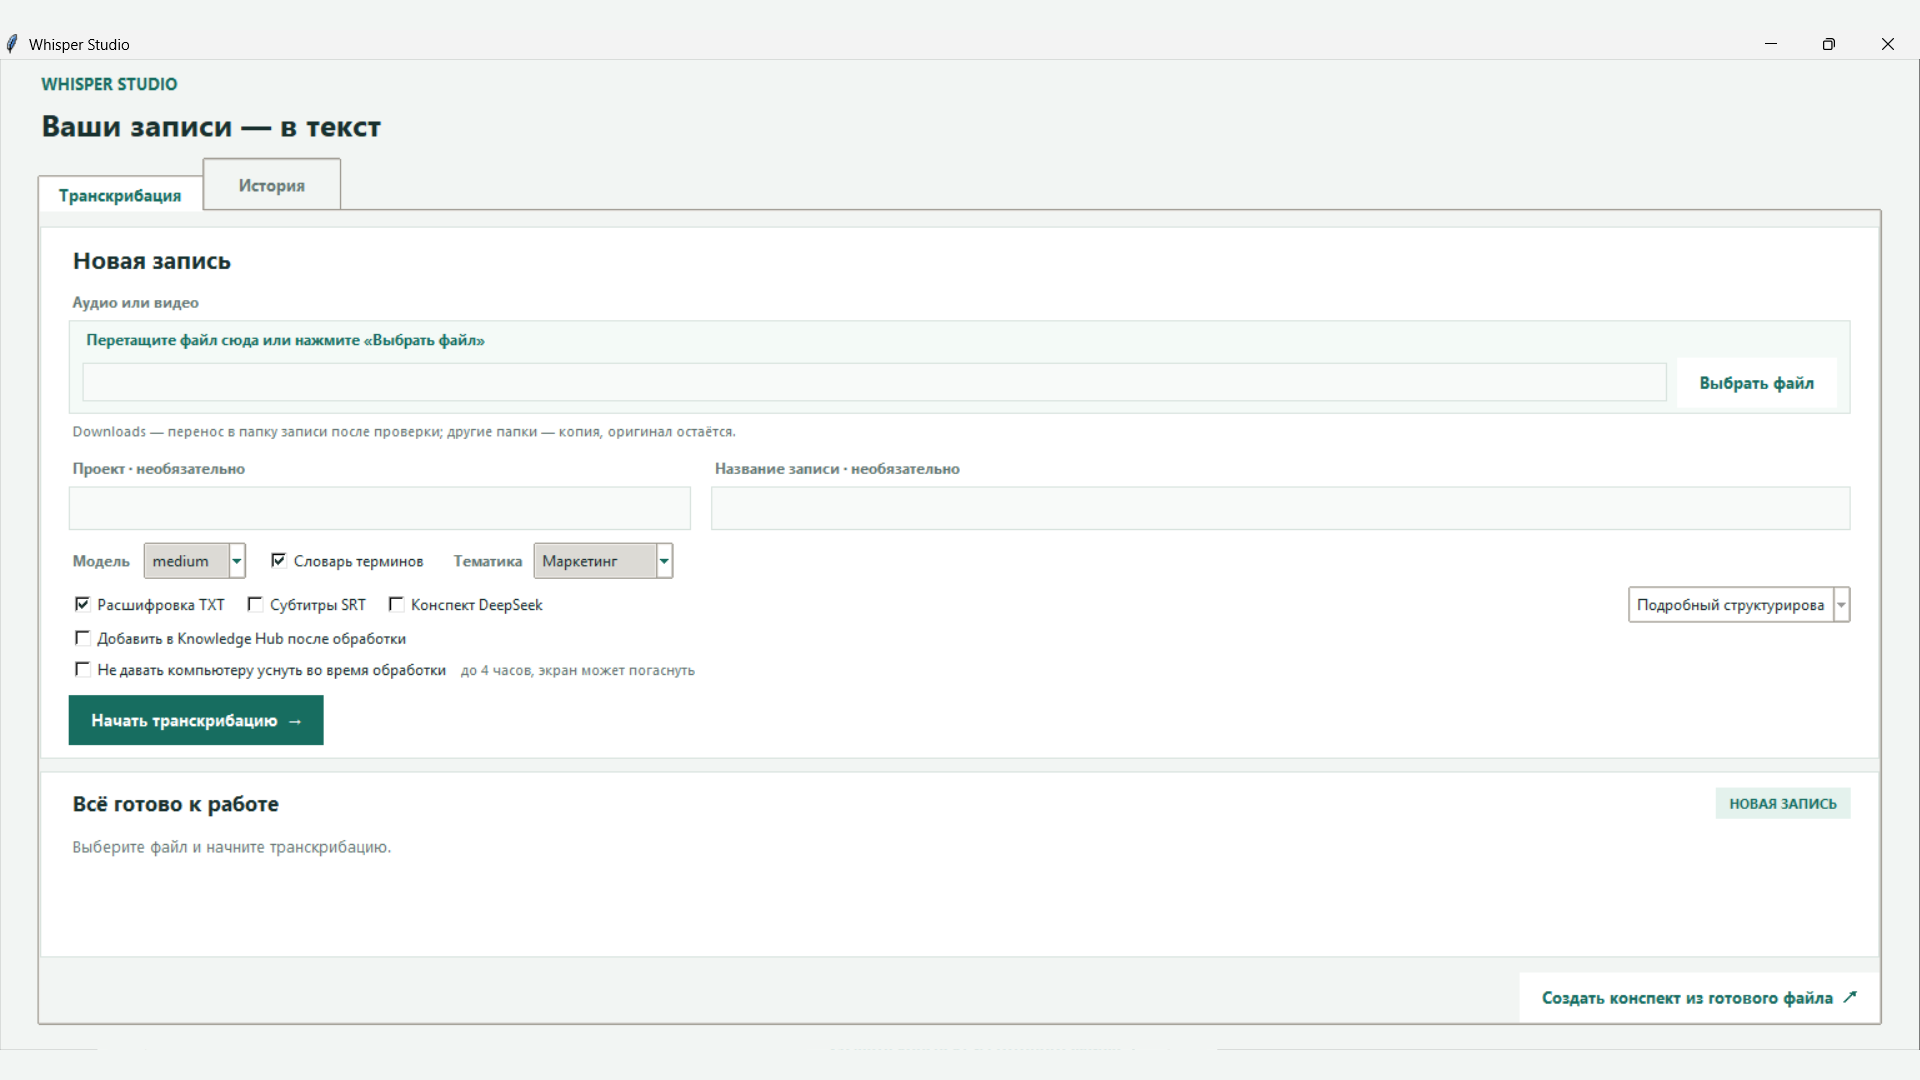 Whisper Studio
WHISPER STUDIO
Ваши записи — в текст
Транскрибация
История
Новая запись
Аудио или видео
Перетащите файл сюда или нажмите «Выбрать файл»
Выбрать файл
Downloads — перенос в папку записи после проверки; другие папки — копия, оригинал остаётся.
Проект · необязательно
Название записи · необязательно
Модель medium Словарь терминов Тематика Маркетинг
Расшифровка TXT Субтитры SRT Конспект DeepSeek Подробный структурирова
Добавить в Knowledge Hub после обработки
Не давать компьютеру уснуть во время обработки до 4 часов, экран может погаснуть
Начать транскрибацию →
Всё готово к работе
НОВАЯ ЗАПИСЬ
Выберите файл и начните транскрибацию.
Создать конспект из готового файла ↗